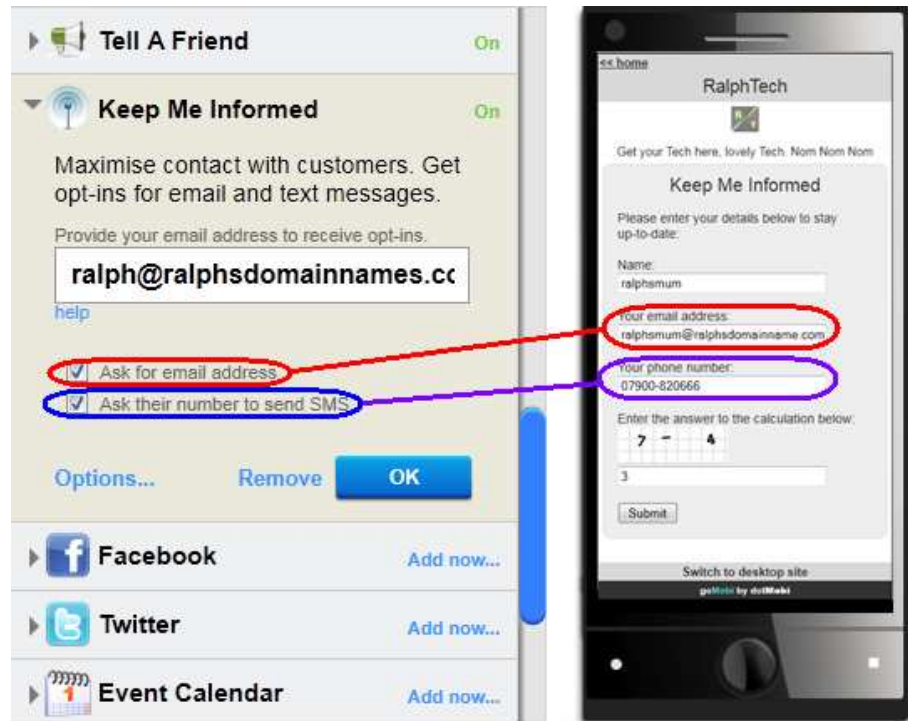 Tell A Friend
On
Keep Me Informed
On
Maximise contact with customers. Get
opt-ins for email and text messages.
Provide your email address to receive opt-ins.
ralph@ralphsdomainnames.cc
help
Ask for email address
Ask their number to send SMS
Options...
Remove
OK
Facebook
Add now...
Twitter
Add now...
1
Event Calendar
Add now...
<< home
RalphTech
Get your Tech here, lovely Tech. Nom Nom Nom
Keep Me Informed
Please enter your details below to stay
up-to-date:
Name:
ralphsmum
Your email address:
ralphsmum@ralphsdomainname.com
Your phone number:
07900-820666
Enter the answer to the calculation below:
7 - 4
3
Submit
Switch to desktop site
goMobi by dotMobi